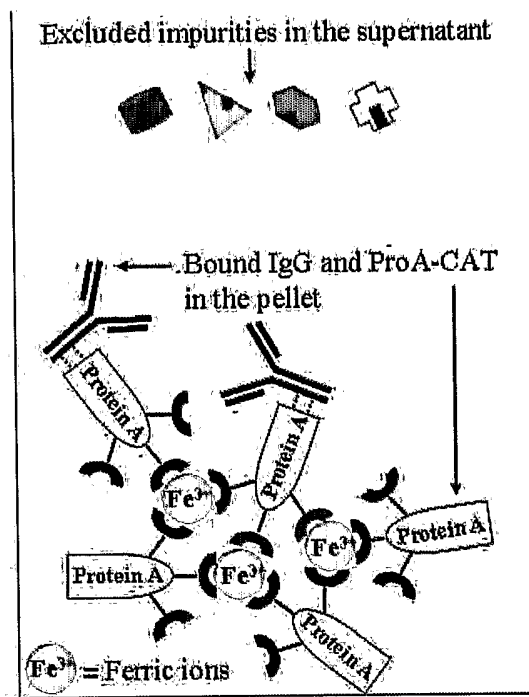 Excluded impurities in the supernatant
Bound IgG and ProA-CAT
in the pellet
Protein A
Protein A
Fe³⁺
Protein A
Fe³⁺
Protein A
Fe³⁺
Protein A
Fe³⁺ = Ferric ions